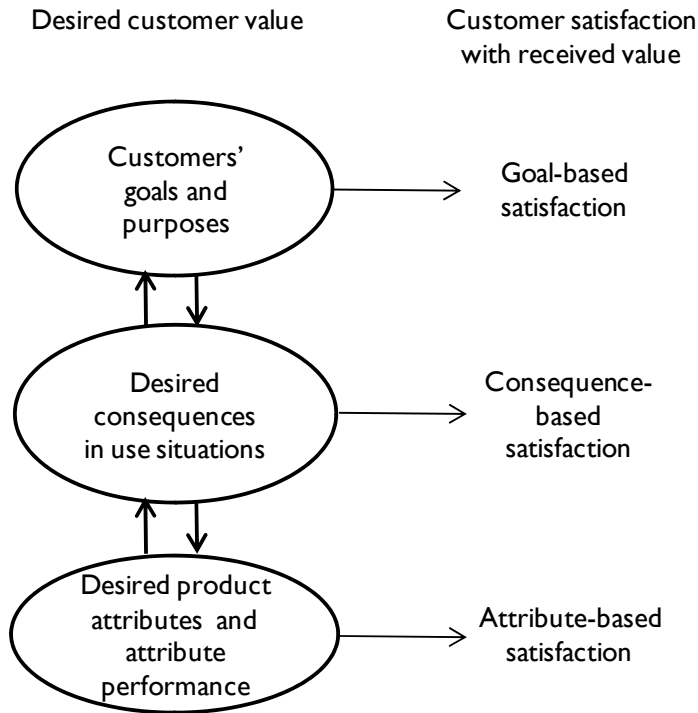 Desired customer value
Customer satisfaction
with received value
Customers’
goals and
purposes
Goal-based
satisfaction
Desired
consequences
in use situations
Consequence-
based
satisfaction
Desired product
attributes and
attribute
performance
Attribute-based
satisfaction